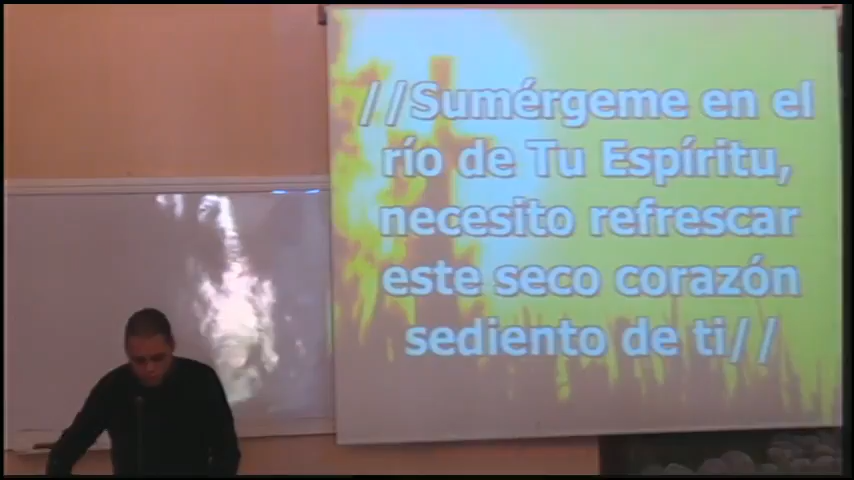 //Sumérgeme en el
río de Tu Espíritu,
necesito refrescar
este seco corazón
sediento de ti//